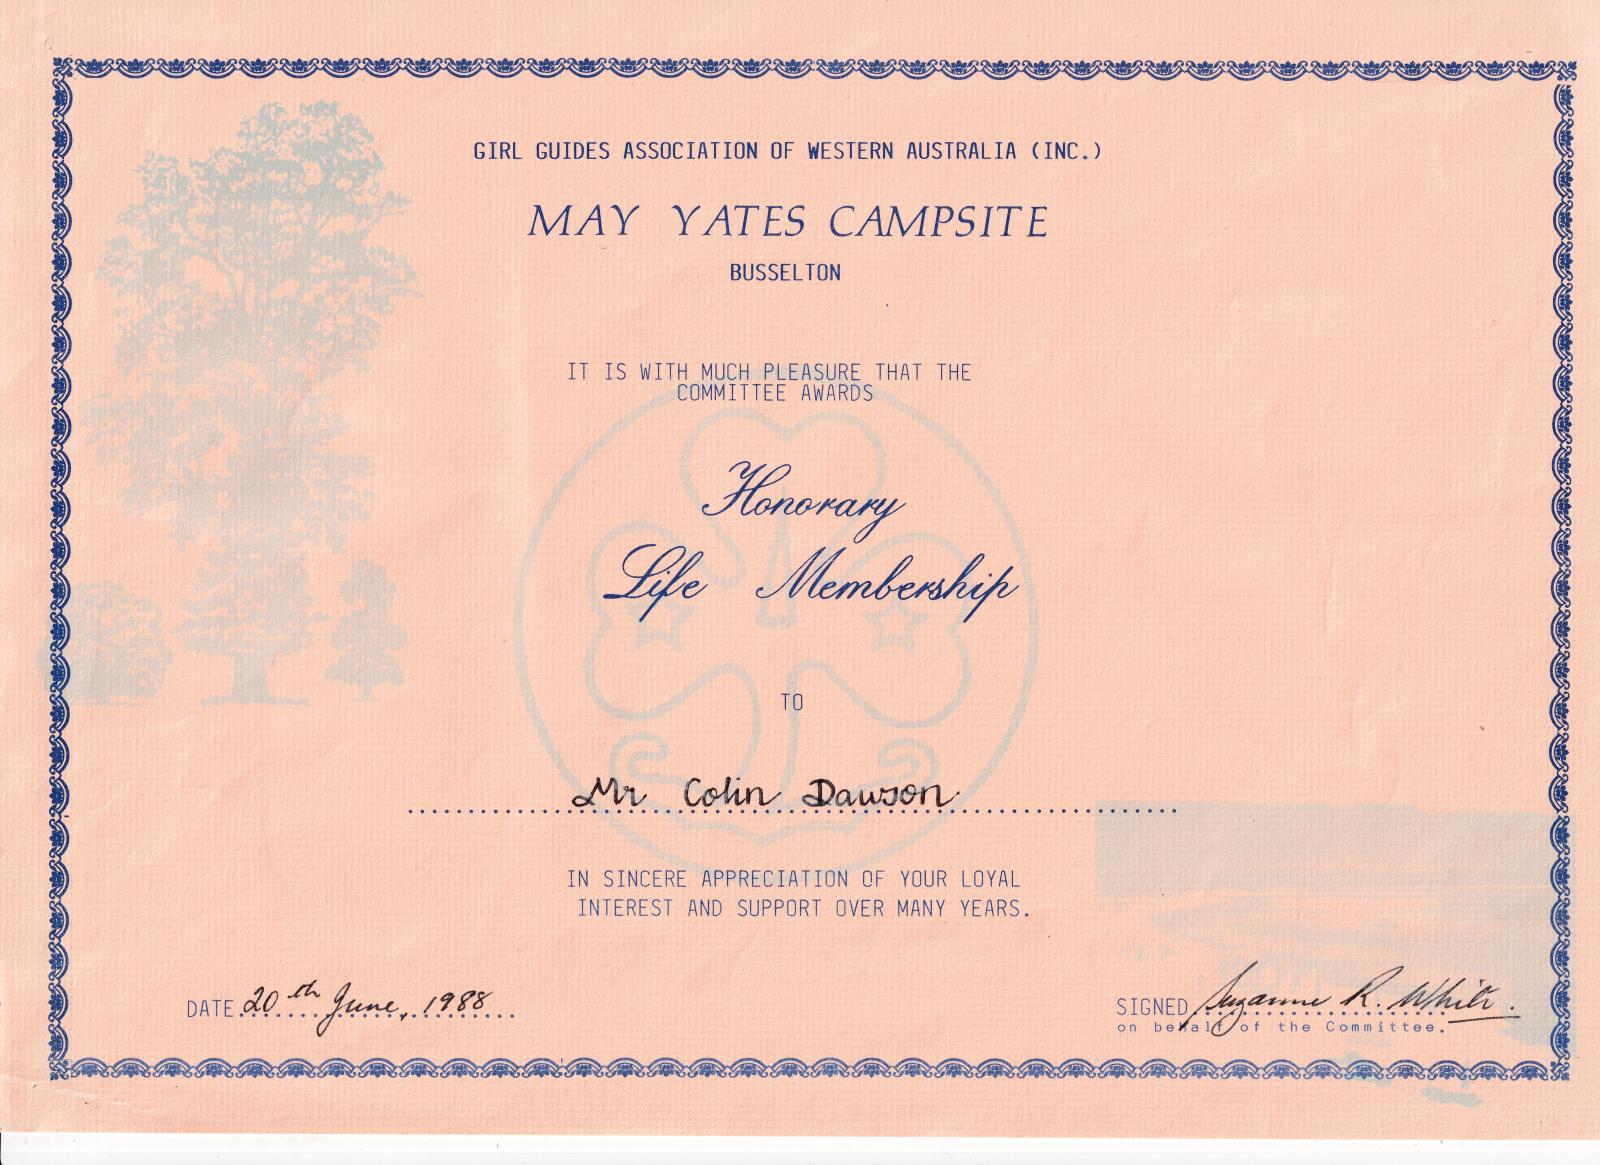 GIRL GUIDES ASSOCIATION OF WESTERN AUSTRALIA (INC.)
MAY YATES CAMPSITE
BUSSELTON
IT IS WITH MUCH PLEASURE THAT THE
COMMITTEE AWARDS
Honorary
Life Membership
TO
Mr Colin Dawson
IN SINCERE APPRECIATION OF YOUR LOYAL
INTEREST AND SUPPORT OVER MANY YEARS.
DATE 20th June, 1988
SIGNED Suzanne R. White.
on behalf of the Committee.